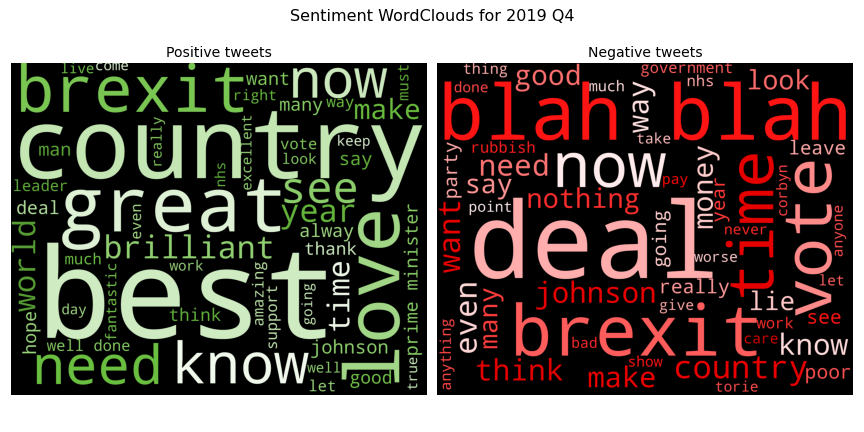 Sentiment WordClouds for 2019 Q4
Positive tweets
live come
brexit
want
right
now
many way
make
must
country
really
vote
keep
look
say
man
leader
nhs
excellent
great
see
year
deal
even
world
brilliant
alway
thank
love
prime minister
much
work
best
amazing
support
going
time
day
fantastic
think
hope
well done
johnson
need
know
well
good
let
true
Negative tweets
thing
good
much
government
nhs
look
done
blah blah
way
take
rubbish
need
now
leave
party
say
nothing
pay
money
year
time
vote
corbyn
point
deal
going
never
anyone
want
worse
even
many
johnson
really
give
lie
let
brexit
work
see
bad
care
know
anything
think
show
make
country
torie
poor